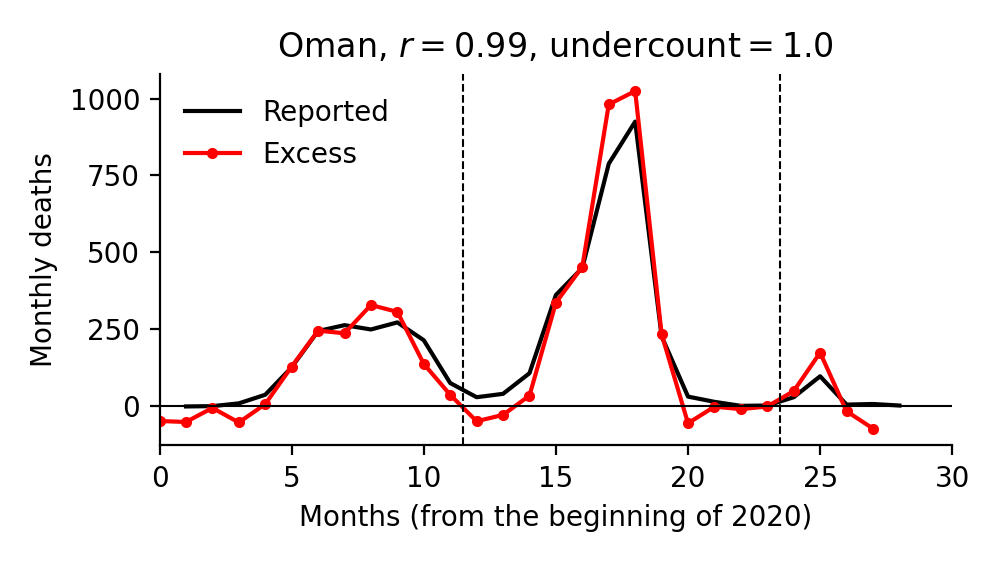 Oman, r = 0.99, undercount = 1.0
Reported
Excess
Monthly deaths
1000
750
500
250
0
0 5 10 15 20 25 30
Months (from the beginning of 2020)